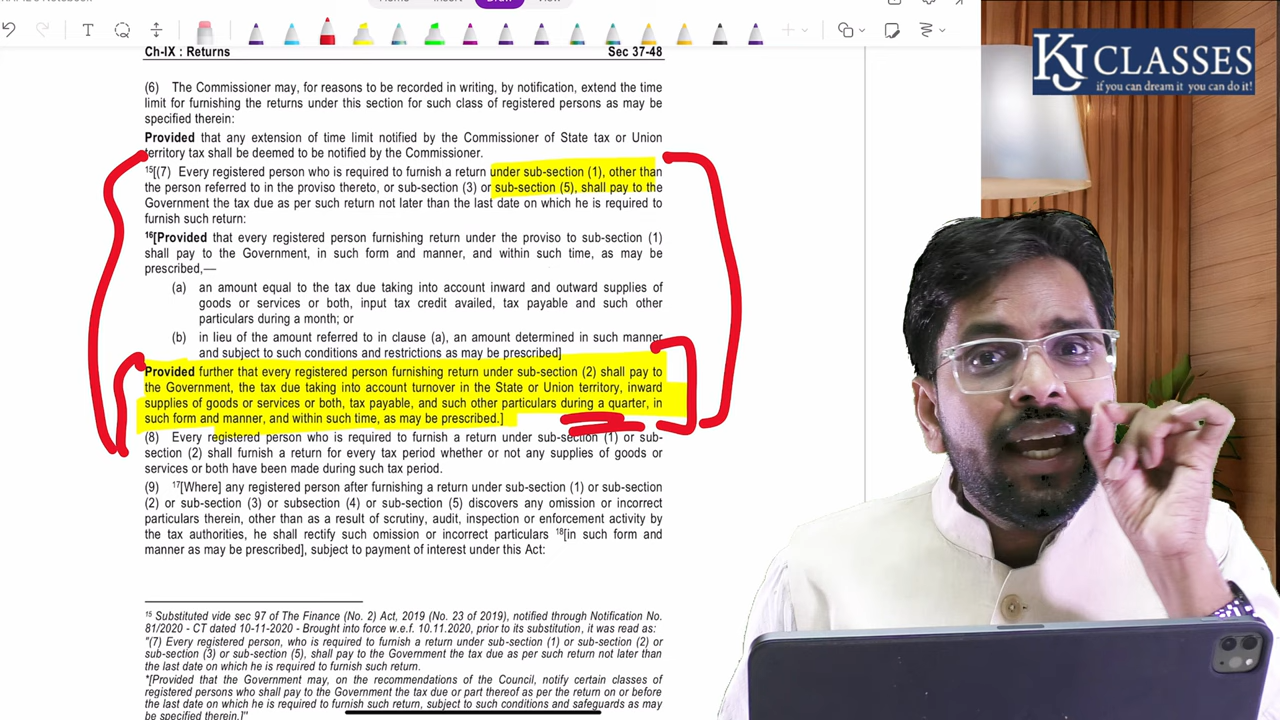 Home Insert Draw View
KJ CLASSES
if you can dream it you can do it!
Ch-IX : Returns Sec 37-48
(6) The Commissioner may, for reasons to be recorded in writing, by notification, extend the time
limit for furnishing the returns under this section for such class of registered persons as may be
specified therein:
Provided that any extension of time limit notified by the Commissioner of State tax or Union
territory tax shall be deemed to be notified by the Commissioner.
15[(7) Every registered person who is required to furnish a return under sub-section (1), other than
the person referred to in the proviso thereto, or sub-section (3) or sub-section (5), shall pay to the
Government the tax due as per such return not later than the last date on which he is required to
furnish such return:
16[Provided that every registered person furnishing return under the proviso to sub-section (1)
shall pay to the Government, in such form and manner, and within such time, as may be
prescribed,—
(a) an amount equal to the tax due taking into account inward and outward supplies of
goods or services or both, input tax credit availed, tax payable and such other
particulars during a month; or
(b) in lieu of the amount referred to in clause (a), an amount determined in such manner
and subject to such conditions and restrictions as may be prescribed]
Provided further that every registered person furnishing return under sub-section (2) shall pay to
the Government, the tax due taking into account turnover in the State or Union territory, inward
supplies of goods or services or both, tax payable, and such other particulars during a quarter, in
such form and manner, and within such time, as may be prescribed.]
(8) Every registered person who is required to furnish a return under sub-section (1) or sub-
section (2) shall furnish a return for every tax period whether or not any supplies of goods or
services or both have been made during such tax period.
(9) 17[Where] any registered person after furnishing a return under sub-section (1) or sub-section
(2) or sub-section (3) or subsection (4) or sub-section (5) discovers any omission or incorrect
particulars therein, other than as a result of scrutiny, audit, inspection or enforcement activity by
the tax authorities, he shall rectify such omission or incorrect particulars 18[in such form and
manner as may be prescribed], subject to payment of interest under this Act:
15 Substituted vide sec 97 of The Finance (No. 2) Act, 2019 (No. 23 of 2019), notified through Notification No.
81/2020 - CT dated 10-11-2020 - Brought into force w.e.f. 10.11.2020, prior to its substitution, it was read as:
"(7) Every registered person, who is required to furnish a return under sub-section (1) or sub-section (2) or
sub-section (3) or sub-section (5), shall pay to the Government the tax due as per such return not later than
the last date on which he is required to furnish such return.
*[Provided that the Government may, on the recommendations of the Council, notify certain classes of
registered persons who shall pay to the Government the tax due or part thereof as per the return on or before
the last date on which he is required to furnish such return, subject to such conditions and safeguards as may
be specified therein.]"